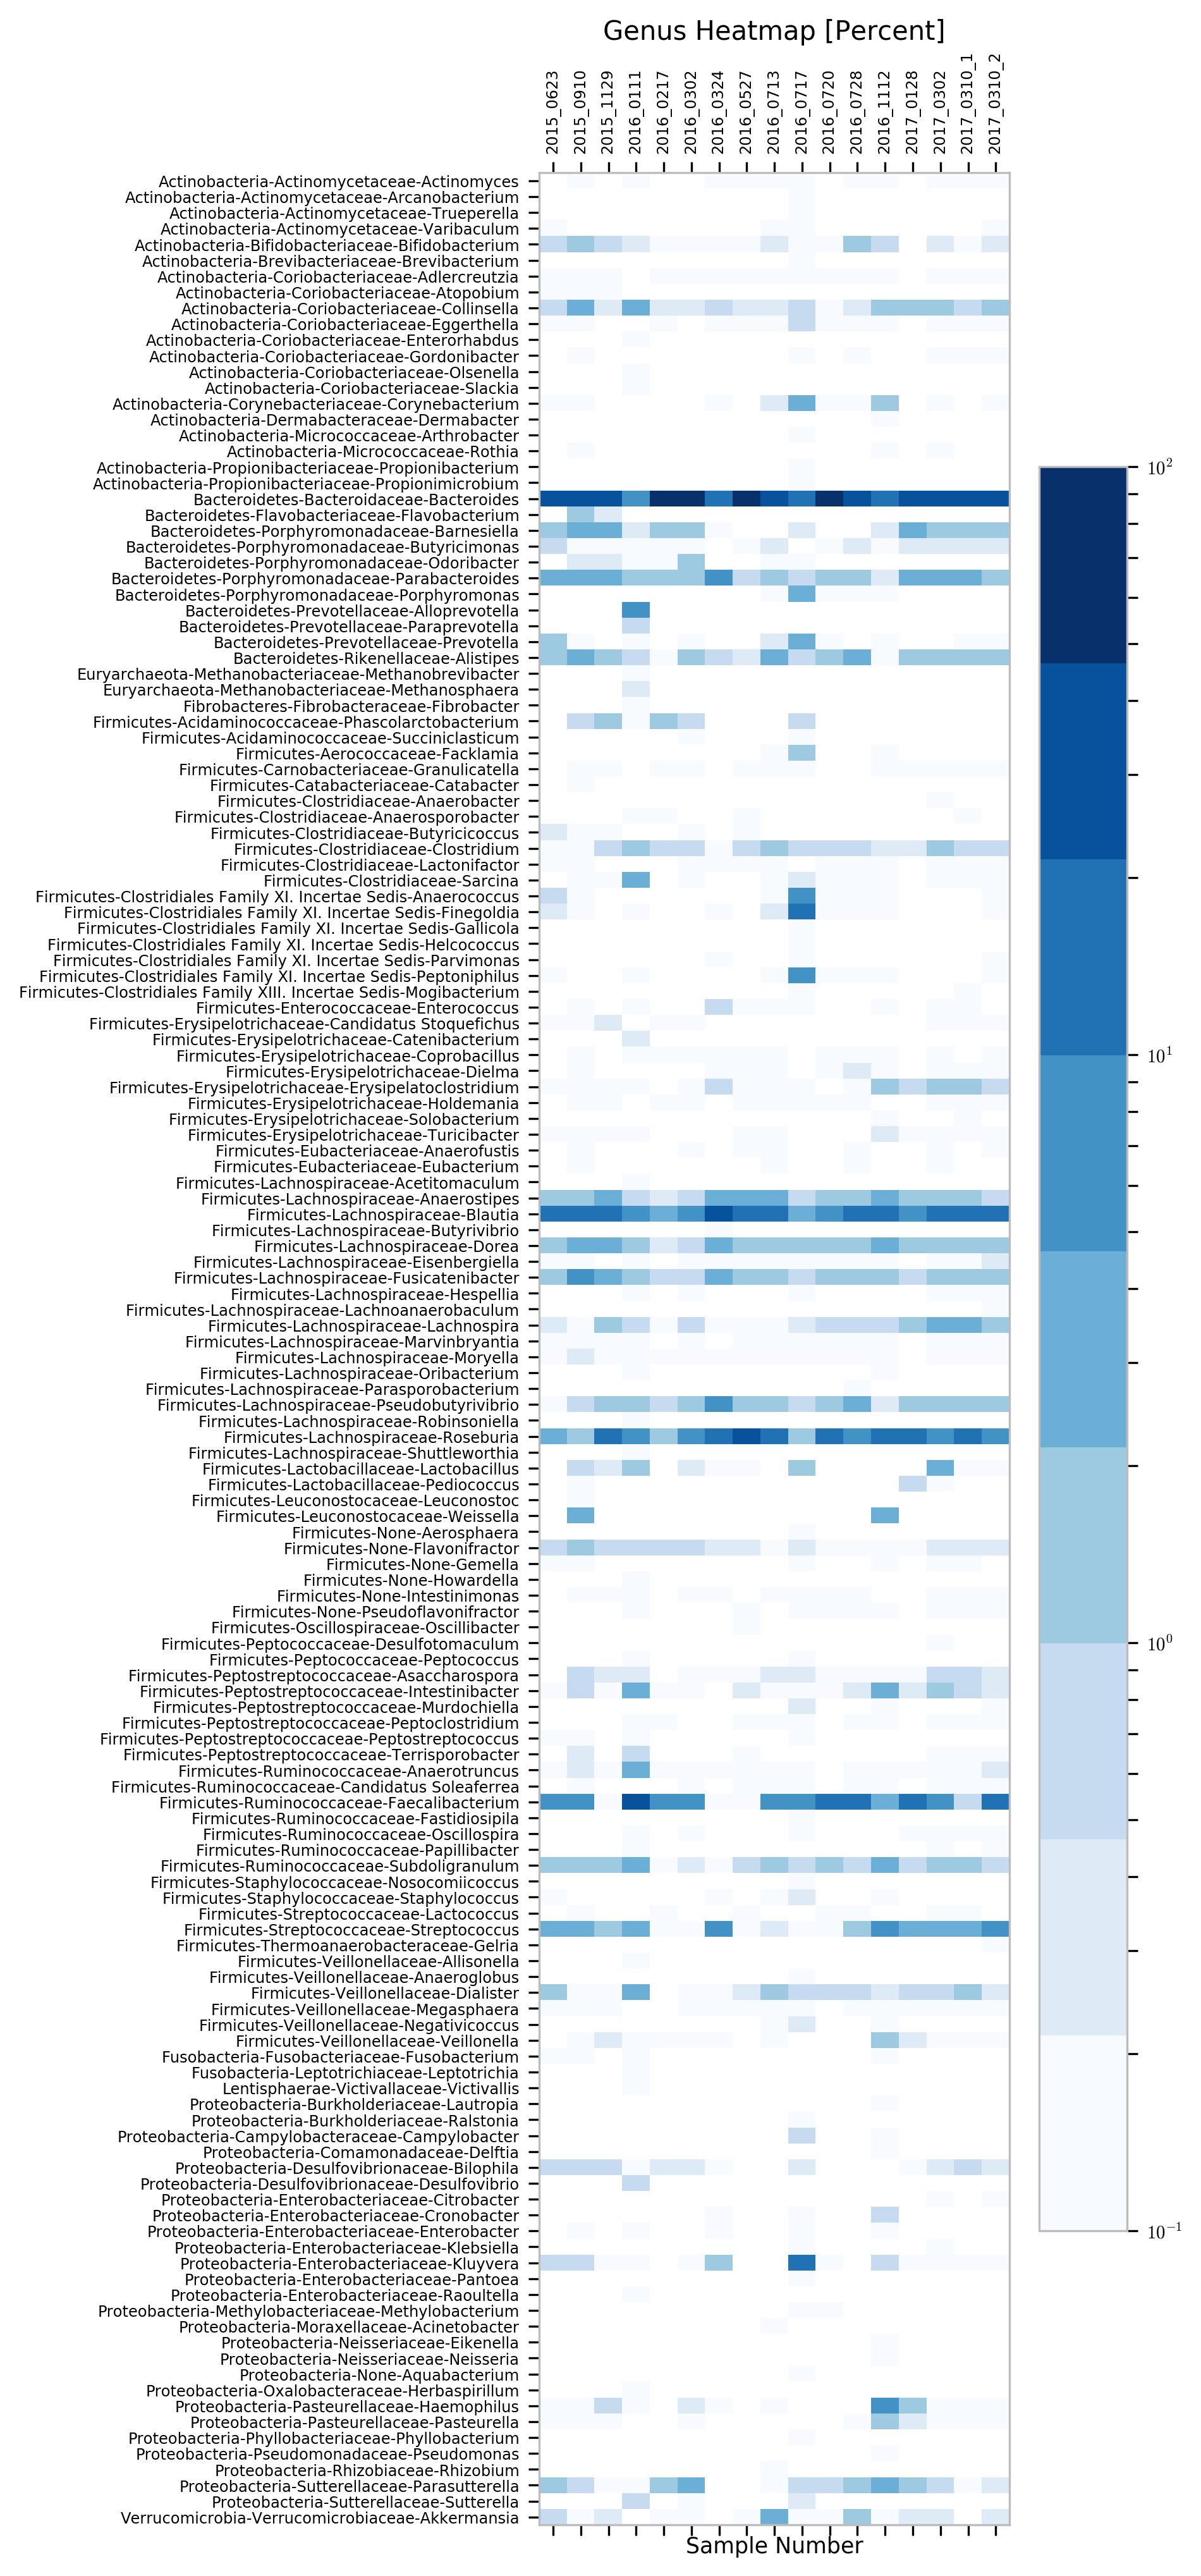 Genus Heatmap [Percent]
2015_0623
2015_0910
2015_1129
2016_0111
2016_0217
2016_0302
2016_0324
2016_0527
2016_0713
2016_0717
2016_0720
2016_0728
2016_1112
2017_0128
2017_0302
2017_0310_1
2017_0310_2
Actinobacteria-Actinomycetaceae-Actinomyces
Actinobacteria-Actinomycetaceae-Arcanobacterium
Actinobacteria-Actinomycetaceae-Trueperella
Actinobacteria-Actinomycetaceae-Varibaculum
Actinobacteria-Bifidobacteriaceae-Bifidobacterium
Actinobacteria-Brevibacteriaceae-Brevibacterium
Actinobacteria-Coriobacteriaceae-Adlercreutzia
Actinobacteria-Coriobacteriaceae-Atopobium
Actinobacteria-Coriobacteriaceae-Collinsella
Actinobacteria-Coriobacteriaceae-Eggerthella
Actinobacteria-Coriobacteriaceae-Enterorhabdus
Actinobacteria-Coriobacteriaceae-Gordonibacter
Actinobacteria-Coriobacteriaceae-Olsenella
Actinobacteria-Coriobacteriaceae-Slackia
Actinobacteria-Corynebacteriaceae-Corynebacterium
Actinobacteria-Dermabacteraceae-Dermabacter
Actinobacteria-Micrococcaceae-Arthrobacter
Actinobacteria-Micrococcaceae-Rothia
Actinobacteria-Propionibacteriaceae-Propionibacterium
Actinobacteria-Propionibacteriaceae-Propionimicrobium
Bacteroidetes-Bacteroidaceae-Bacteroides
Bacteroidetes-Flavobacteriaceae-Flavobacterium
Bacteroidetes-Porphyromonadaceae-Barnesiella
Bacteroidetes-Porphyromonadaceae-Butyricimonas
Bacteroidetes-Porphyromonadaceae-Odoribacter
Bacteroidetes-Porphyromonadaceae-Parabacteroides
Bacteroidetes-Porphyromonadaceae-Porphyromonas
Bacteroidetes-Prevotellaceae-Alloprevotella
Bacteroidetes-Prevotellaceae-Paraprevotella
Bacteroidetes-Prevotellaceae-Prevotella
Bacteroidetes-Rikenellaceae-Alistipes
Euryarchaeota-Methanobacteriaceae-Methanobrevibacter
Euryarchaeota-Methanobacteriaceae-Methanosphaera
Fibrobacteres-Fibrobacteraceae-Fibrobacter
Firmicutes-Acidaminococcaceae-Phascolarctobacterium
Firmicutes-Acidaminococcaceae-Succiniclasticum
Firmicutes-Aerococcaceae-Facklamia
Firmicutes-Carnobacteriaceae-Granulicatella
Firmicutes-Catabacteriaceae-Catabacter
Firmicutes-Clostridiaceae-Anaerobacter
Firmicutes-Clostridiaceae-Anaerosporobacter
Firmicutes-Clostridiaceae-Butyricicoccus
Firmicutes-Clostridiaceae-Clostridium
Firmicutes-Clostridiaceae-Lactonifactor
Firmicutes-Clostridiaceae-Sarcina
Firmicutes-Clostridiales Family XI. Incertae Sedis-Anaerococcus
Firmicutes-Clostridiales Family XI. Incertae Sedis-Finegoldia
Firmicutes-Clostridiales Family XI. Incertae Sedis-Gallicola
Firmicutes-Clostridiales Family XI. Incertae Sedis-Helcococcus
Firmicutes-Clostridiales Family XI. Incertae Sedis-Parvimonas
Firmicutes-Clostridiales Family XI. Incertae Sedis-Peptoniphilus
Firmicutes-Clostridiales Family XIII. Incertae Sedis-Mogibacterium
Firmicutes-Enterococcaceae-Enterococcus
Firmicutes-Erysipelotrichaceae-Candidatus Stoquefichus
Firmicutes-Erysipelotrichaceae-Catenibacterium
Firmicutes-Erysipelotrichaceae-Coprobacillus
Firmicutes-Erysipelotrichaceae-Dielma
Firmicutes-Erysipelotrichaceae-Erysipelatoclostridium
Firmicutes-Erysipelotrichaceae-Holdemania
Firmicutes-Erysipelotrichaceae-Solobacterium
Firmicutes-Erysipelotrichaceae-Turicibacter
Firmicutes-Eubacteriaceae-Anaerofustis
Firmicutes-Eubacteriaceae-Eubacterium
Firmicutes-Lachnospiraceae-Acetitomaculum
Firmicutes-Lachnospiraceae-Anaerostipes
Firmicutes-Lachnospiraceae-Blautia
Firmicutes-Lachnospiraceae-Butyrivibrio
Firmicutes-Lachnospiraceae-Dorea
Firmicutes-Lachnospiraceae-Eisenbergiella
Firmicutes-Lachnospiraceae-Fusicatenibacter
Firmicutes-Lachnospiraceae-Hespellia
Firmicutes-Lachnospiraceae-Lachnoanaerobaculum
Firmicutes-Lachnospiraceae-Lachnospira
Firmicutes-Lachnospiraceae-Marvinbryantia
Firmicutes-Lachnospiraceae-Moryella
Firmicutes-Lachnospiraceae-Oribacterium
Firmicutes-Lachnospiraceae-Parasporobacterium
Firmicutes-Lachnospiraceae-Pseudobutyrivibrio
Firmicutes-Lachnospiraceae-Robinsoniella
Firmicutes-Lachnospiraceae-Roseburia
Firmicutes-Lachnospiraceae-Shuttleworthia
Firmicutes-Lactobacillaceae-Lactobacillus
Firmicutes-Lactobacillaceae-Pediococcus
Firmicutes-Leuconostocaceae-Leuconostoc
Firmicutes-Leuconostocaceae-Weissella
Firmicutes-None-Aerosphaera
Firmicutes-None-Flavonifractor
Firmicutes-None-Gemella
Firmicutes-None-Howardella
Firmicutes-None-Intestinimonas
Firmicutes-None-Pseudoflavonifractor
Firmicutes-Oscillospiraceae-Oscillibacter
Firmicutes-Peptococcaceae-Desulfotomaculum
Firmicutes-Peptococcaceae-Peptococcus
Firmicutes-Peptostreptococcaceae-Asaccharospora
Firmicutes-Peptostreptococcaceae-Intestinibacter
Firmicutes-Peptostreptococcaceae-Murdochiella
Firmicutes-Peptostreptococcaceae-Peptoclostridium
Firmicutes-Peptostreptococcaceae-Peptostreptococcus
Firmicutes-Peptostreptococcaceae-Terrisporobacter
Firmicutes-Ruminococcaceae-Anaerotruncus
Firmicutes-Ruminococcaceae-Candidatus Soleaferrea
Firmicutes-Ruminococcaceae-Faecalibacterium
Firmicutes-Ruminococcaceae-Fastidiosipila
Firmicutes-Ruminococcaceae-Oscillospira
Firmicutes-Ruminococcaceae-Papillibacter
Firmicutes-Ruminococcaceae-Subdoligranulum
Firmicutes-Staphylococcaceae-Nosocomiicoccus
Firmicutes-Staphylococcaceae-Staphylococcus
Firmicutes-Streptococcaceae-Lactococcus
Firmicutes-Streptococcaceae-Streptococcus
Firmicutes-Thermoanaerobacteraceae-Gelria
Firmicutes-Veillonellaceae-Allisonella
Firmicutes-Veillonellaceae-Anaeroglobus
Firmicutes-Veillonellaceae-Dialister
Firmicutes-Veillonellaceae-Megasphaera
Firmicutes-Veillonellaceae-Negativicoccus
Firmicutes-Veillonellaceae-Veillonella
Fusobacteria-Fusobacteriaceae-Fusobacterium
Fusobacteria-Leptotrichiaceae-Leptotrichia
Lentisphaerae-Victivallaceae-Victivallis
Proteobacteria-Burkholderiaceae-Lautropia
Proteobacteria-Burkholderiaceae-Ralstonia
Proteobacteria-Campylobacteraceae-Campylobacter
Proteobacteria-Comamonadaceae-Delftia
Proteobacteria-Desulfovibrionaceae-Bilophila
Proteobacteria-Desulfovibrionaceae-Desulfovibrio
Proteobacteria-Enterobacteriaceae-Citrobacter
Proteobacteria-Enterobacteriaceae-Cronobacter
Proteobacteria-Enterobacteriaceae-Enterobacter
Proteobacteria-Enterobacteriaceae-Klebsiella
Proteobacteria-Enterobacteriaceae-Kluyvera
Proteobacteria-Enterobacteriaceae-Pantoea
Proteobacteria-Enterobacteriaceae-Raoultella
Proteobacteria-Methylobacteriaceae-Methylobacterium
Proteobacteria-Moraxellaceae-Acinetobacter
Proteobacteria-Neisseriaceae-Eikenella
Proteobacteria-Neisseriaceae-Neisseria
Proteobacteria-None-Aquabacterium
Proteobacteria-Oxalobacteraceae-Herbaspirillum
Proteobacteria-Pasteurellaceae-Haemophilus
Proteobacteria-Pasteurellaceae-Pasteurella
Proteobacteria-Phyllobacteriaceae-Phyllobacterium
Proteobacteria-Pseudomonadaceae-Pseudomonas
Proteobacteria-Rhizobiaceae-Rhizobium
Proteobacteria-Sutterellaceae-Parasutterella
Proteobacteria-Sutterellaceae-Sutterella
Verrucomicrobia-Verrucomicrobiaceae-Akkermansia
Sample Number
10²
10¹
10⁰
10⁻¹